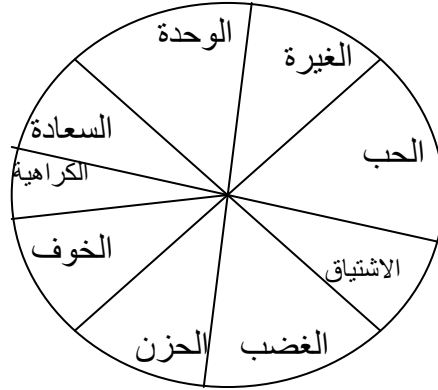 الوحدة
الغيرة
السعادة
الحب
الكراهية
الخوف
الاشتياق
الحزن
الغضب